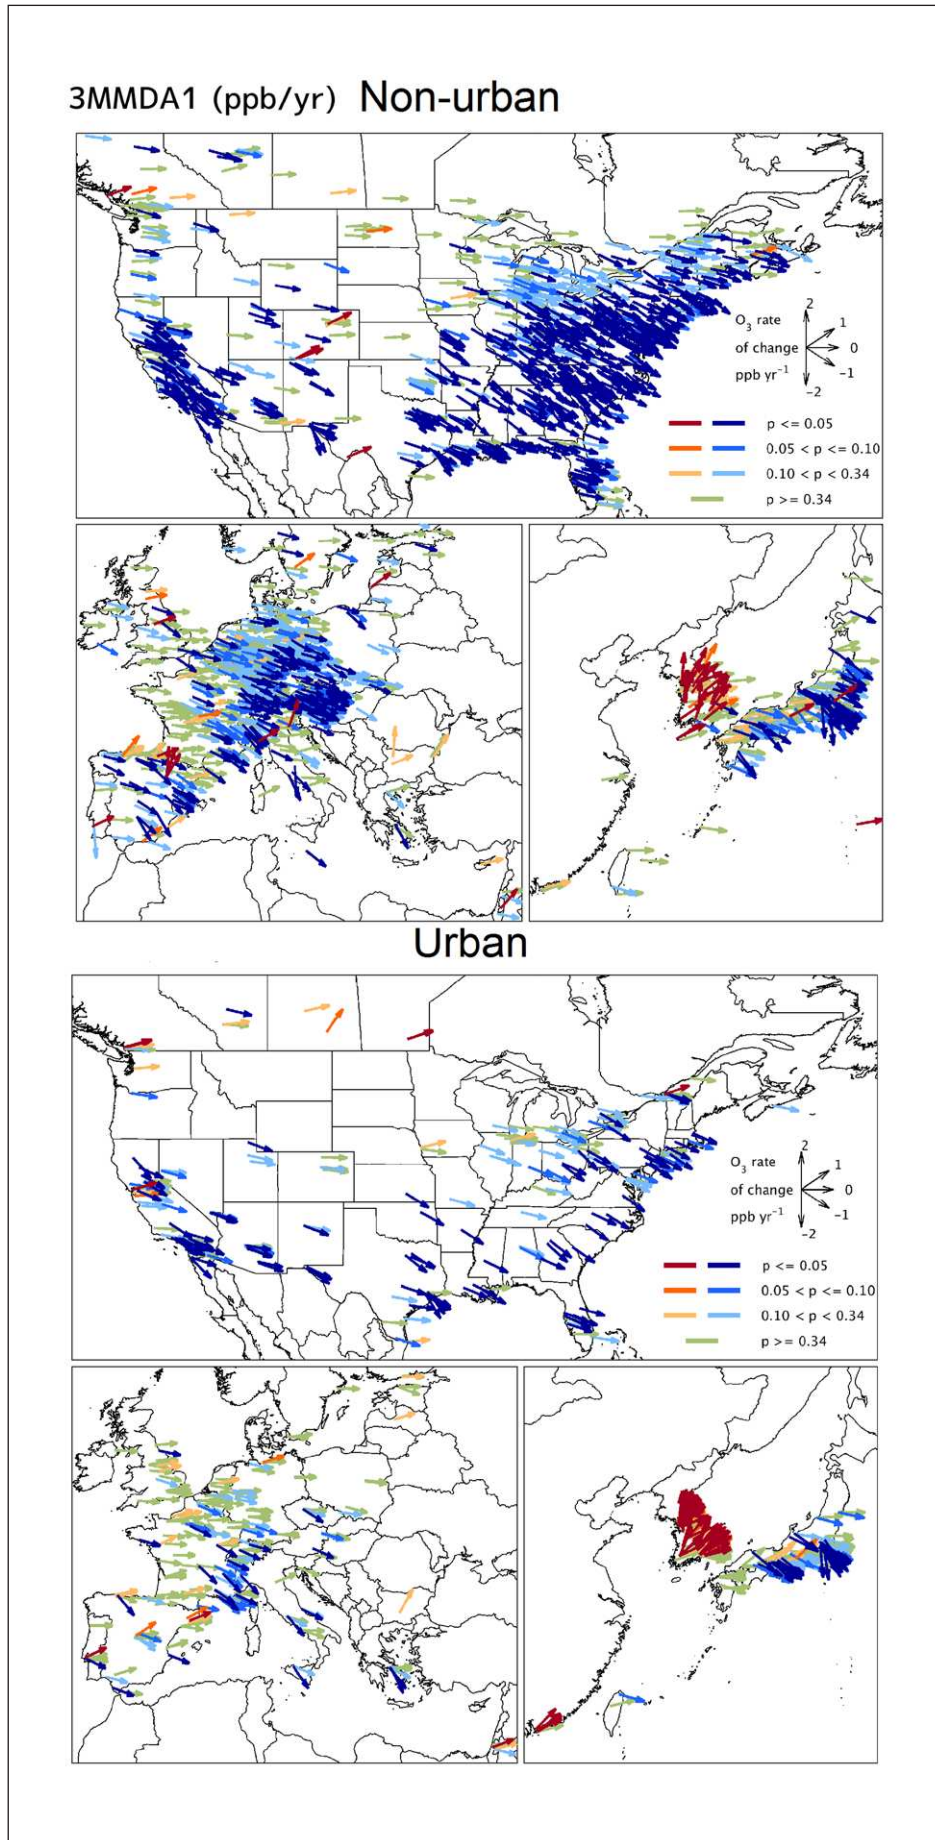 3MMDA1 (ppb/yr) Non-urban
2
O3 rate
1
of change
0
ppb yr−1
−1
−2
p <= 0.05
0.05 < p <= 0.10
0.10 < p < 0.34
p >= 0.34
Urban
2
O3 rate
1
of change
0
ppb yr−1
−1
−2
p <= 0.05
0.05 < p <= 0.10
0.10 < p < 0.34
p >= 0.34